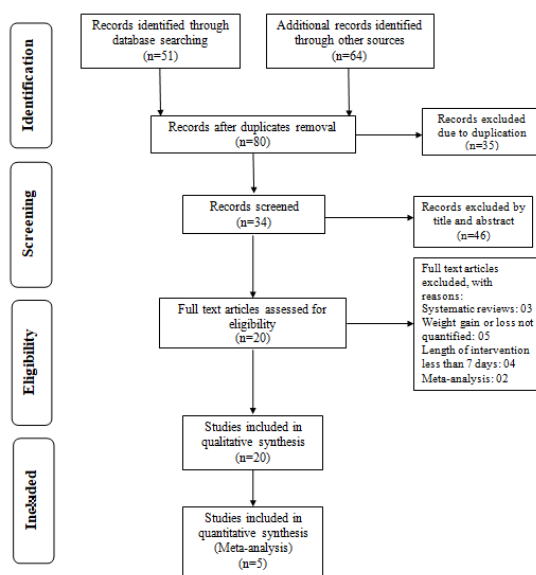 Identification
Records identified through
database searching
(n=51)
Additional records identified
through other sources
(n=64)
Records after duplicates removal
(n=80)
Records excluded
due to duplication
(n=35)
Screening
Records screened
(n=34)
Records excluded by
title and abstract
(n=46)
Eligibility
Full text articles assessed for
eligibility
(n=20)
Full text articles
excluded, with
reasons:
Systematic reviews: 03
Weight gain or loss not
quantified: 05
Length of intervention
less than 7 days: 04
Meta-analysis: 02
Studies included in
qualitative synthesis
(n=20)
Included
Studies included in
quantitative synthesis
(Meta-analysis)
(n=5)